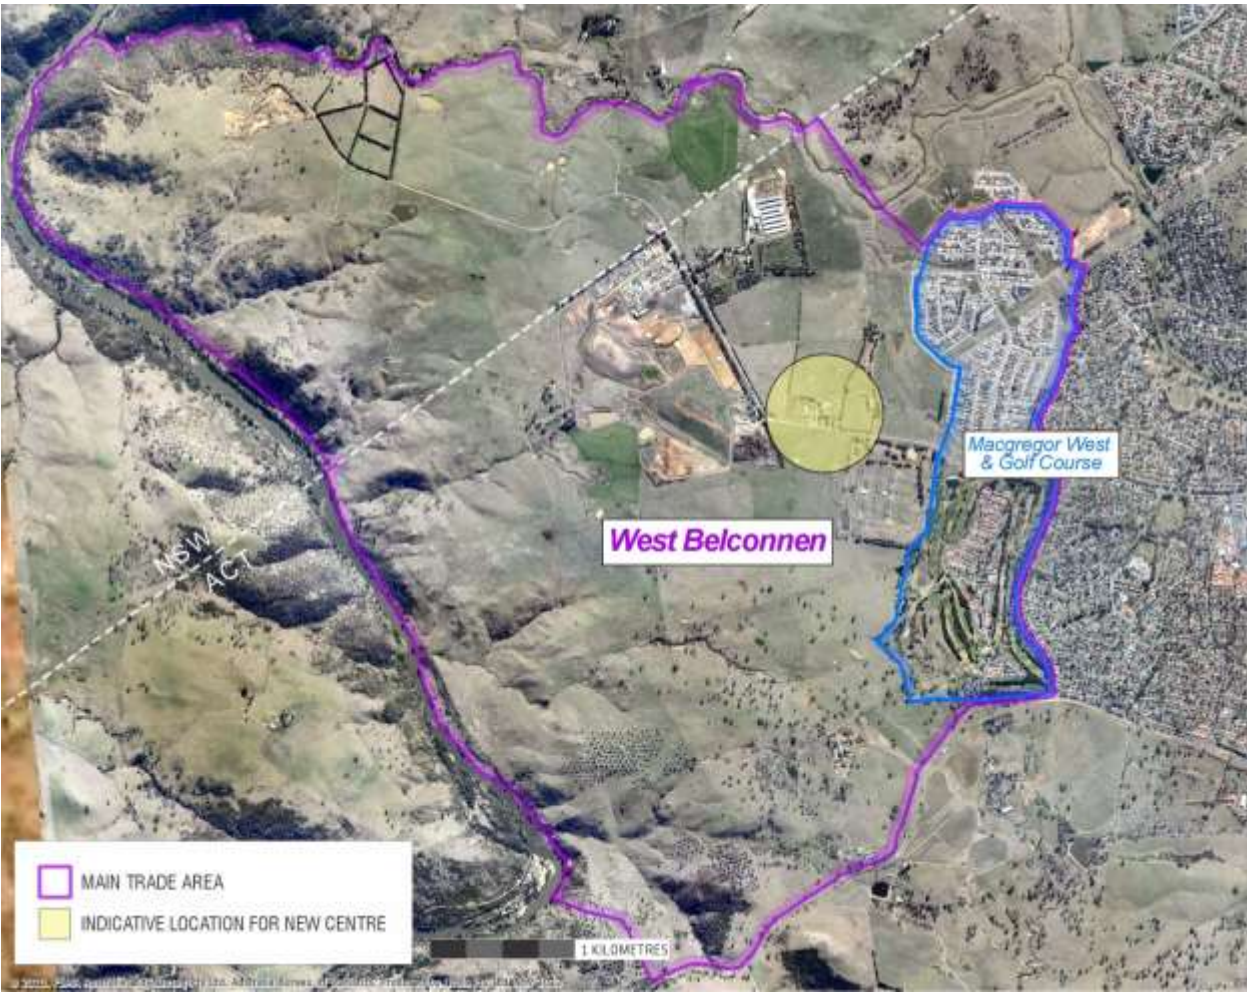 Macgregor West
& Golf Course
West Belconnen
NSW
ACT
MAIN TRADE AREA
INDICATIVE LOCATION FOR NEW CENTRE
1 KILOMETRES